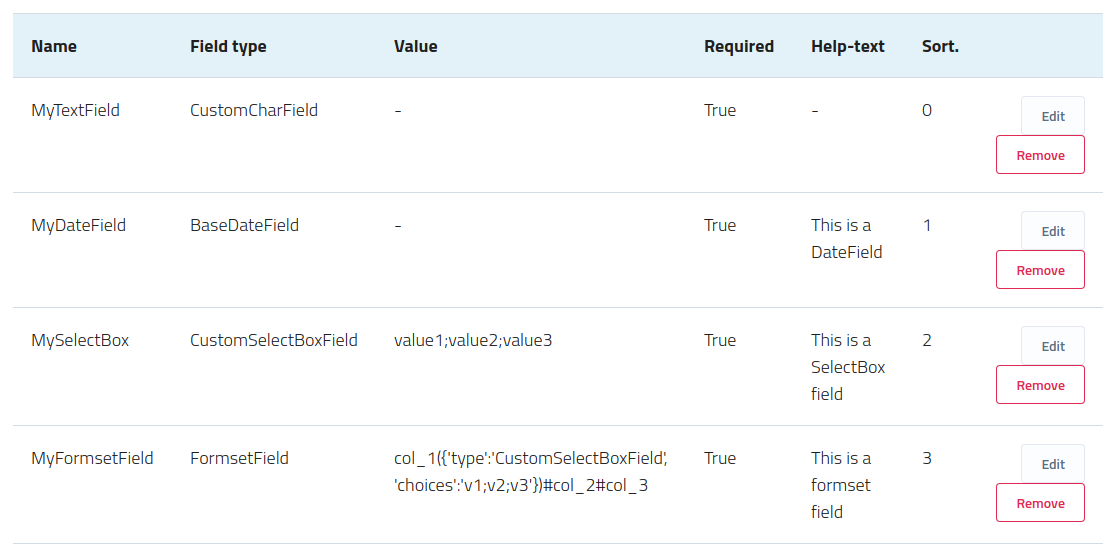 Name Field type Value Required Help-text Sort.
MyTextField CustomCharField - True - 0 Edit
Remove
MyDateField BaseDateField - True This is a 1 Edit
DateField
Remove
MySelectBox CustomSelectBoxField value1;value2;value3 True This is a 2 Edit
SelectBox
Remove
field
MyFormsetField FormsetField col_1({'type':'CustomSelectBoxField', True This is a 3 Edit
'choices':'v1;v2;v3'})#col_2#col_3 formset
Remove
field